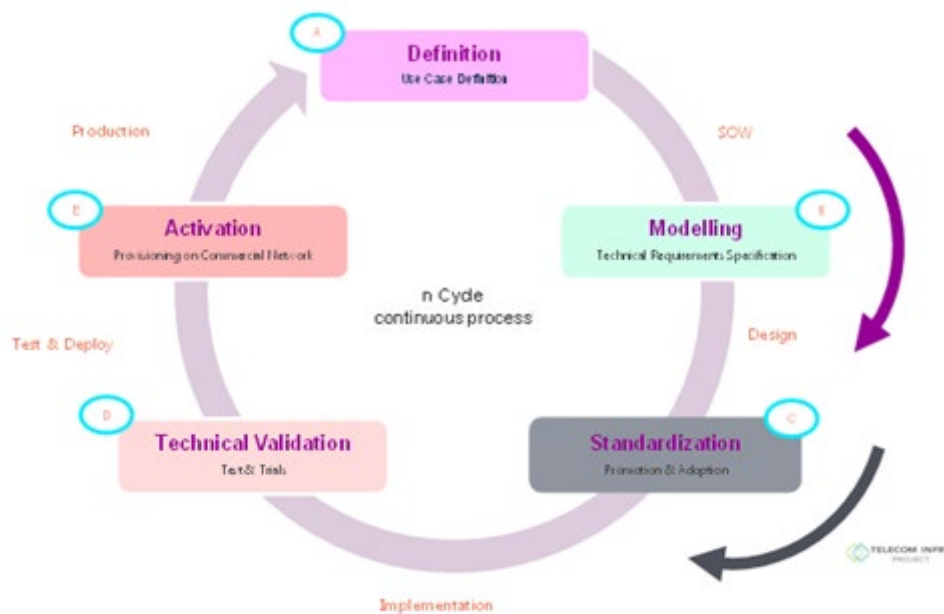 A
Definition
Use Case Definition
Production
SOW
E
Activation
Provisioning on Commercial Network
B
Modelling
Technical Requirements Specification
n Cycle
continuous process
Test & Deploy
Design
D
Technical Validation
Test & Trials
C
Standardization
Promotion & Adoption
TELECOM INFR
PROJECT
Implementation